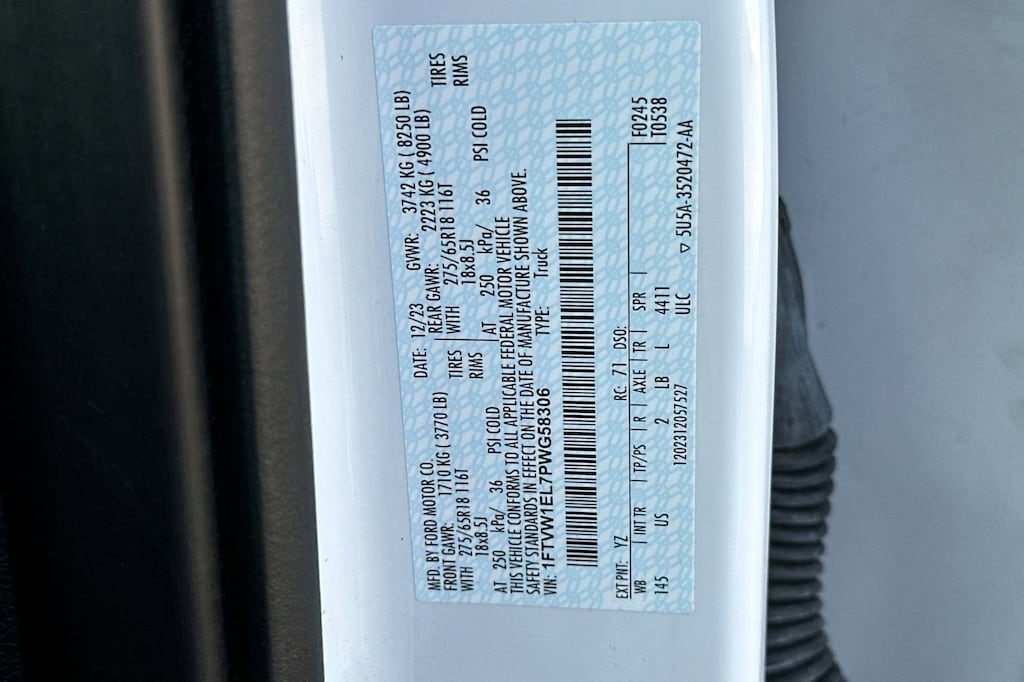 MFD. BY FORD MOTOR CO.
DATE: 12/23 GVWR: 3742 KG ( 8250 LB)
FRONT GAWR: 1710 KG ( 3770 LB)
REAR GAWR: 2223 KG ( 4900 LB)
WITH 275/65R18 116T TIRES
WITH 275/65R18 116T TIRES
18x8.5J RIMS
18x8.5J RIMS
AT 250 kPa/ 36 PSI COLD
AT 250 kPa/ 36 PSI COLD
THIS VEHICLE CONFORMS TO ALL APPLICABLE FEDERAL MOTOR VEHICLE
SAFETY STANDARDS IN EFFECT ON THE DATE OF MANUFACTURE SHOWN ABOVE.
VIN: 1FTVW1EL7PWG58306 TYPE: Truck
EXT PNT: YZ RC: 71 DSO: F0245
WB INT TR TP/PS R AXLE TR SPR T0538
145 US 2 LB L 4411
1202312057527 ULC ▽ 5U5A-3520472-AA